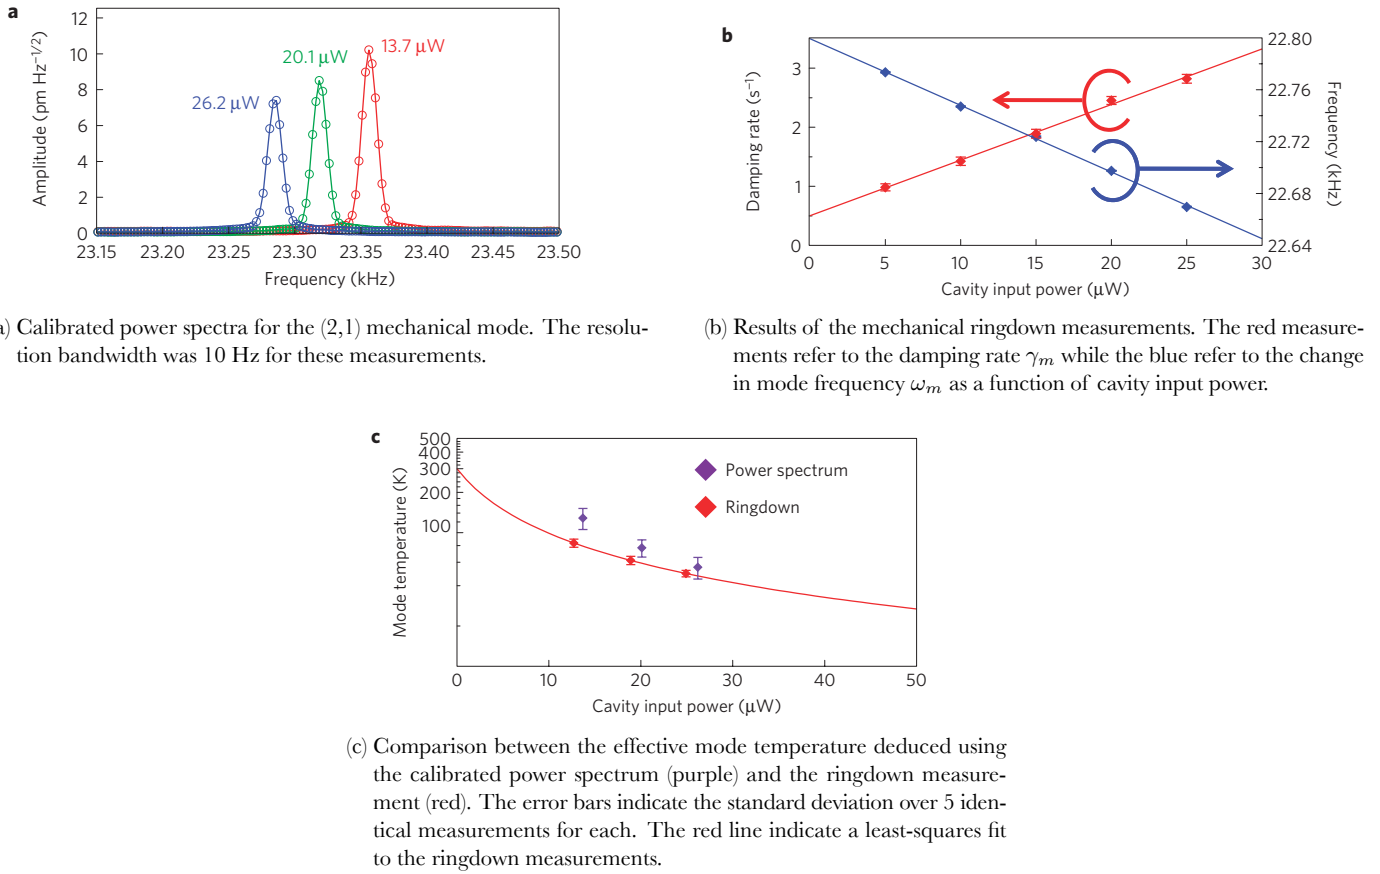 a
12
10
8
6
4
2
0
Amplitude (pm Hz⁻¹/²)
13.7 μW
20.1 μW
26.2 μW
23.15 23.20 23.25 23.30 23.35 23.40 23.45 23.50
Frequency (kHz)
a) Calibrated power spectra for the (2,1) mechanical mode. The resolu-
tion bandwidth was 10 Hz for these measurements.
b
3
2
1
0
Damping rate (s⁻¹)
22.80
22.76
22.72
22.68
22.64
Frequency (kHz)
0 5 10 15 20 25 30
Cavity input power (μW)
(b) Results of the mechanical ringdown measurements. The red measure-
ments refer to the damping rate γₘ while the blue refer to the change
in mode frequency ωₘ as a function of cavity input power.
c
500
400
300
200
100
Mode temperature (K)
Power spectrum
Ringdown
0 10 20 30 40 50
Cavity input power (μW)
(c) Comparison between the effective mode temperature deduced using
the calibrated power spectrum (purple) and the ringdown measure-
ment (red). The error bars indicate the standard deviation over 5 iden-
tical measurements for each. The red line indicate a least-squares fit
to the ringdown measurements.